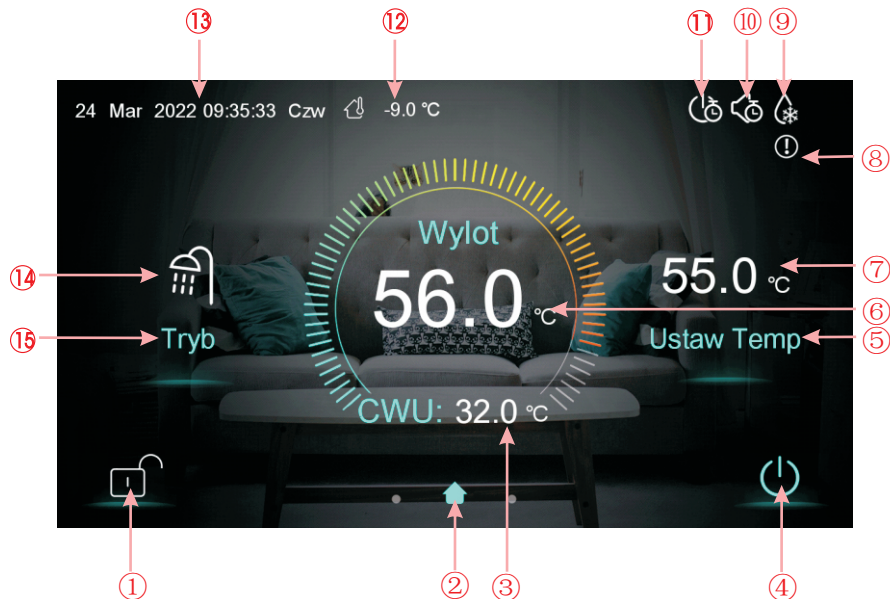 ⑬ ⑫ ⑪ ⑩ ⑨
24 Mar 2022 09:35:33 Czw -9.0 ℃
⑧
Wylot
⑭ 55.0 ℃ ⑦
56.0 ℃ ⑥
⑮ Tryb Ustaw Temp ⑤
CWU: 32.0 ℃
① ② ③ ④